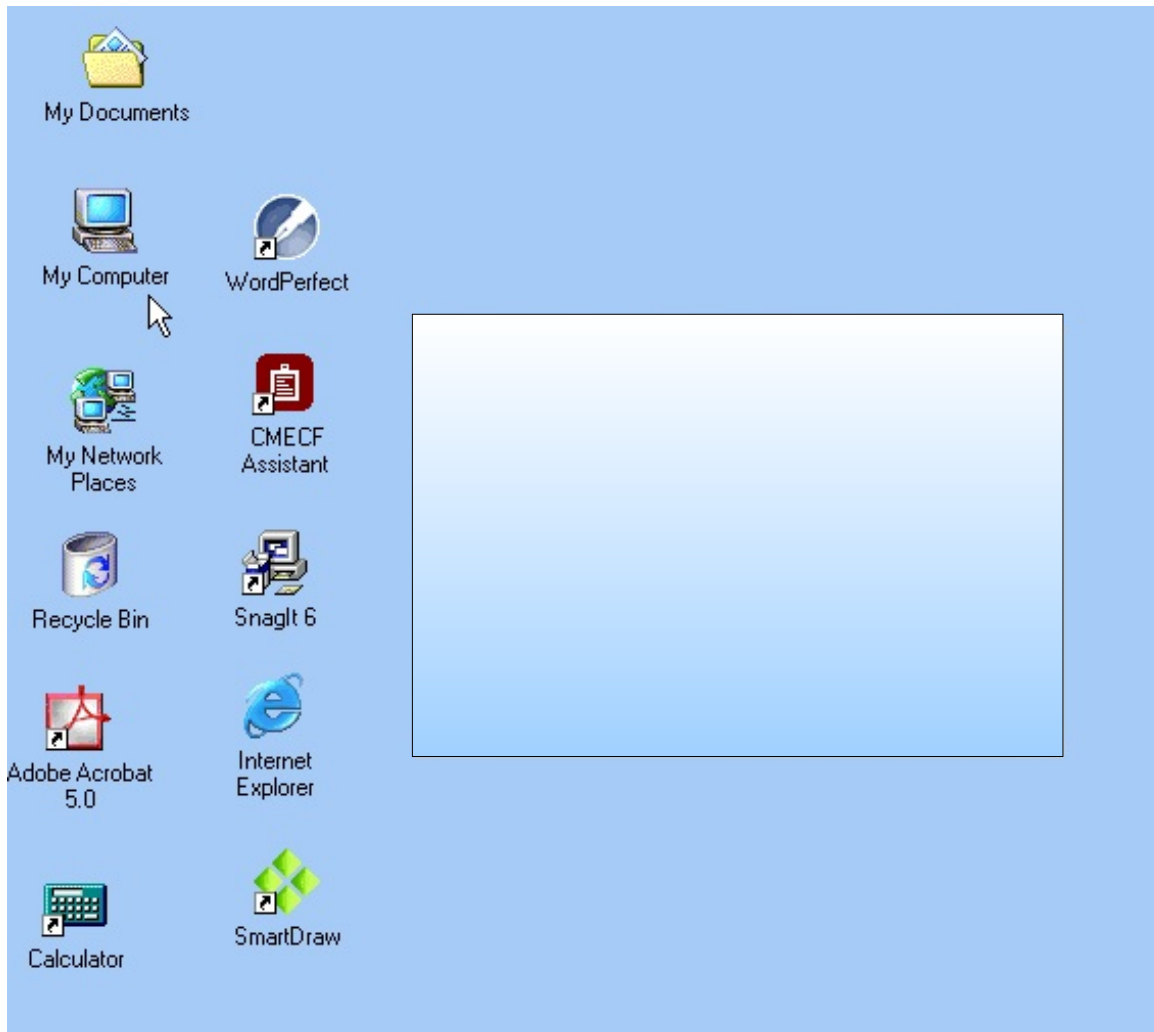 My Documents
My Computer
My Network
Places
Recycle Bin
Adobe Acrobat
5.0
Calculator
WordPerfect
CMECF
Assistant
SnagIt 6
Internet
Explorer
SmartDraw